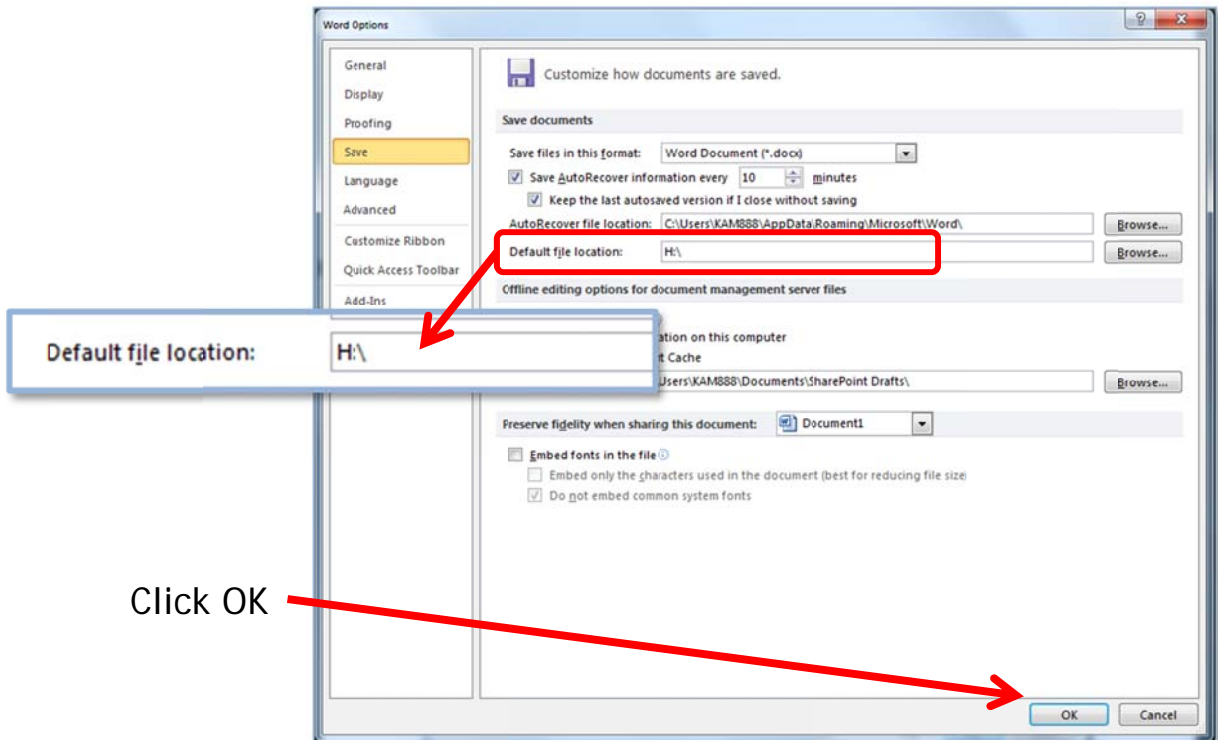 Word Options
General
Display
Proofing
Save
Language
Advanced
Customize Ribbon
Quick Access Toolbar
Add-Ins
Customize how documents are saved.
Save documents
Save files in this format: Word Document (*.docx)
Save AutoRecover information every 10 minutes
Keep the last autosaved version if I close without saving
AutoRecover file location: C:\Users\KAM888\AppData\Roaming\Microsoft\Word\ Browse...
Default file location: H:\ Browse...
Offline editing options for document management server files
Default file location: H:\
ation on this computer
t Cache
Users\KAM888\Documents\SharePoint Drafts\ Browse...
Preserve fidelity when sharing this document: Document1
Embed fonts in the file
Embed only the characters used in the document (best for reducing file size)
Do not embed common system fonts
Click OK
OK Cancel